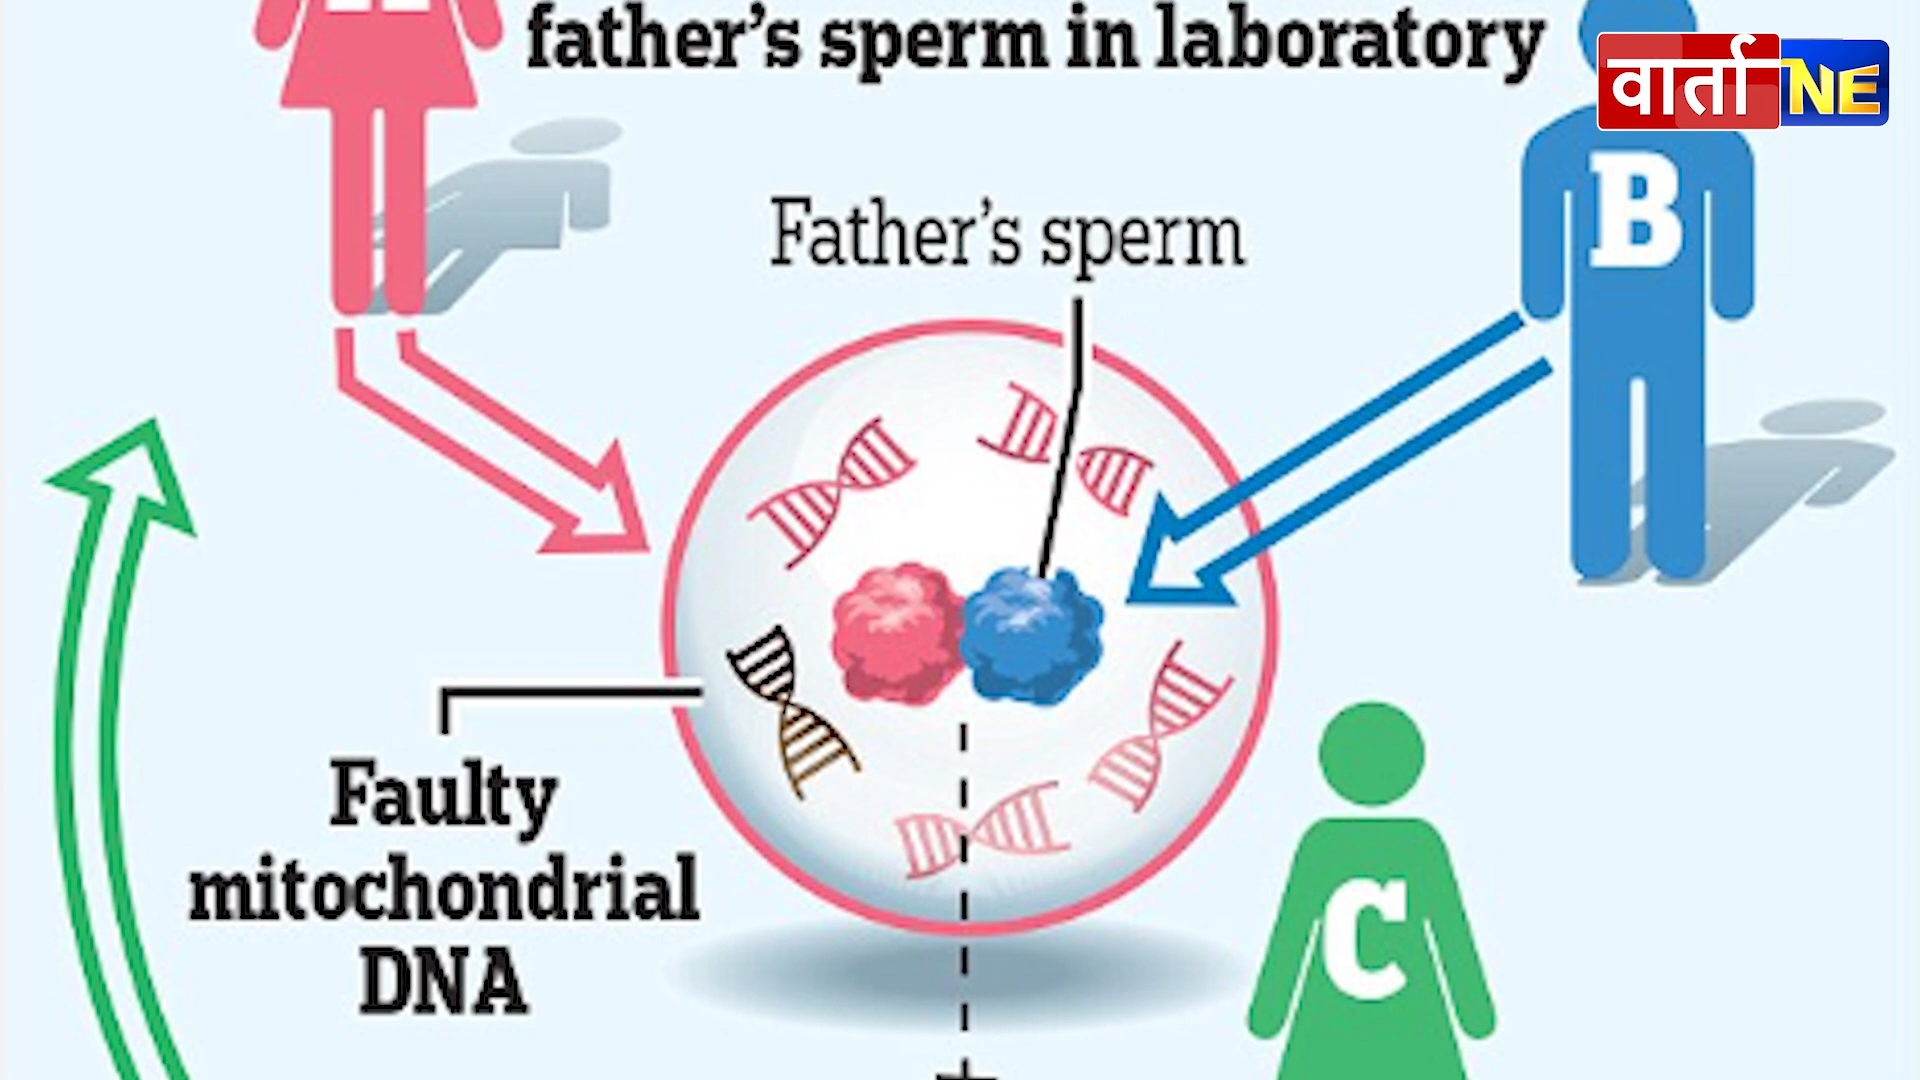 father's sperm in laboratory
वार्ता NE
B
Father's sperm
Faulty
mitochondrial
DNA
C